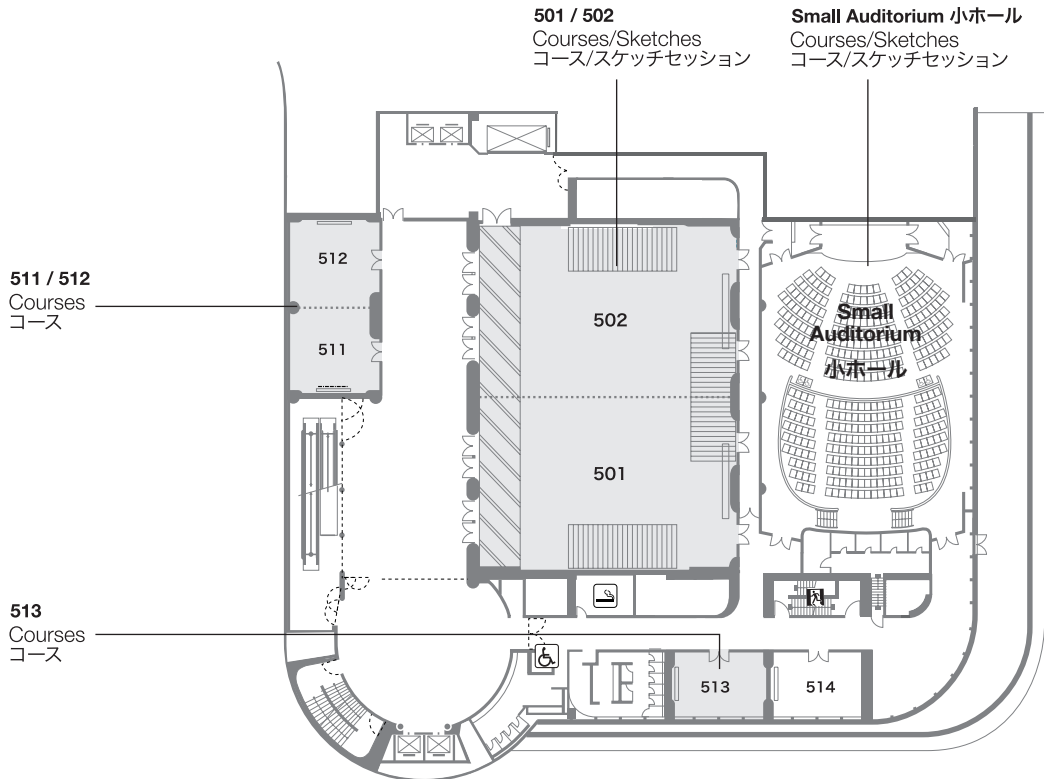 501 / 502
Courses/Sketches
コース/スケッチセッション
Small Auditorium 小ホール
Courses/Sketches
コース/スケッチセッション
511 / 512
Courses
コース
512
511
502
501
Small
Auditorium
小ホール
513
Courses
コース
513
514